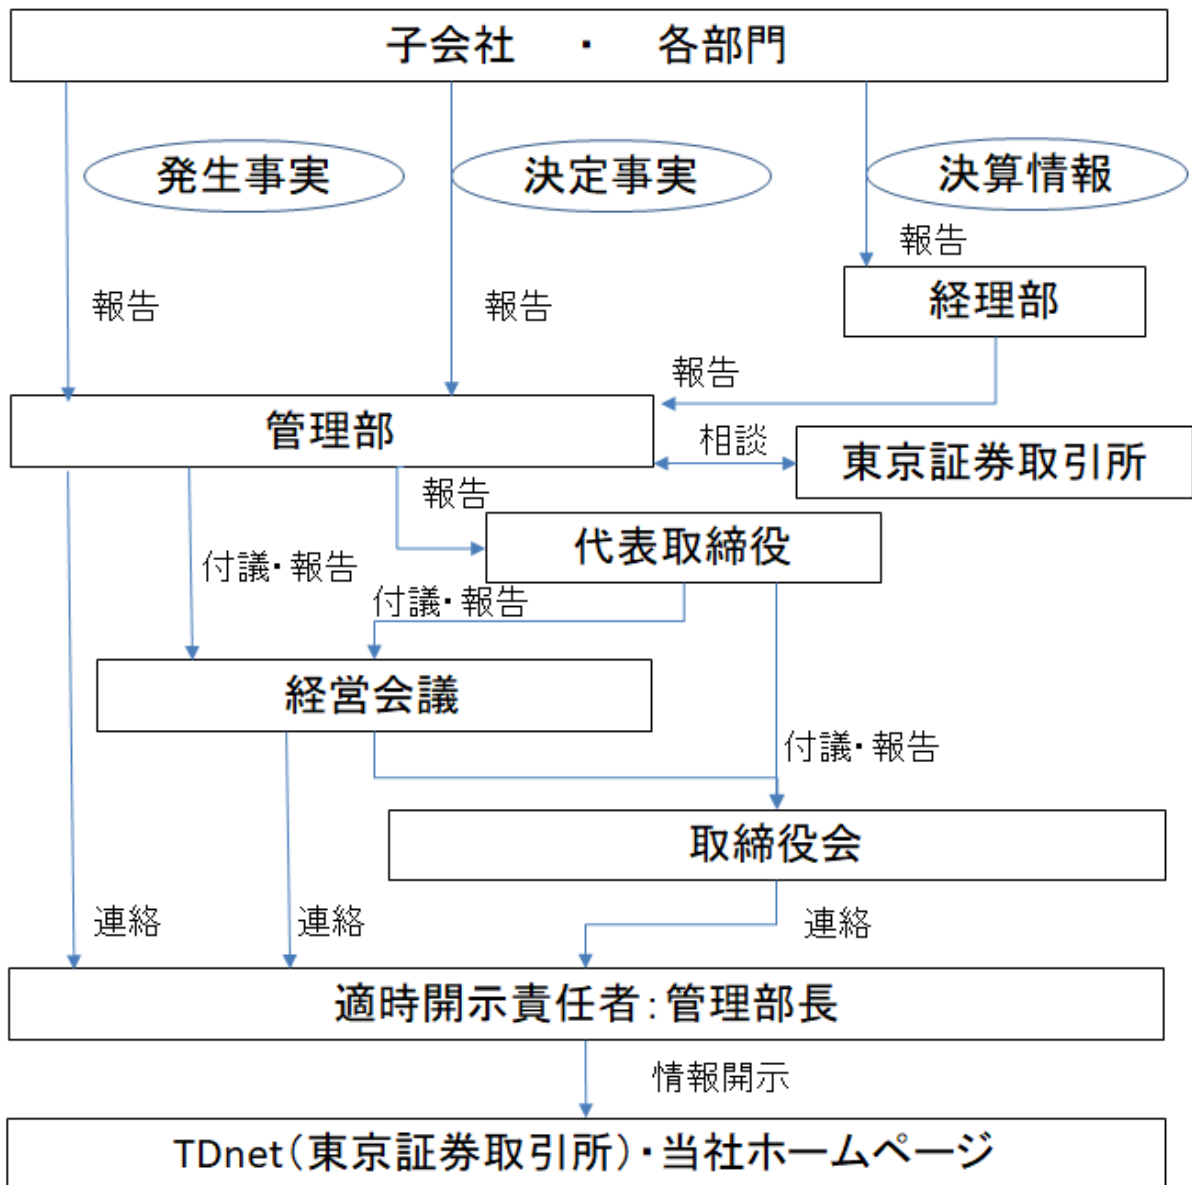 子会社　・　各部門
発生事実
決定事実
決算情報
報告
経理部
報告
報告
報告
管理部
相談
東京証券取引所
報告
代表取締役
付議・報告
付議・報告
経営会議
付議・報告
取締役会
連絡
連絡
連絡
適時開示責任者：管理部長
情報開示
TDnet（東京証券取引所）・当社ホームページ